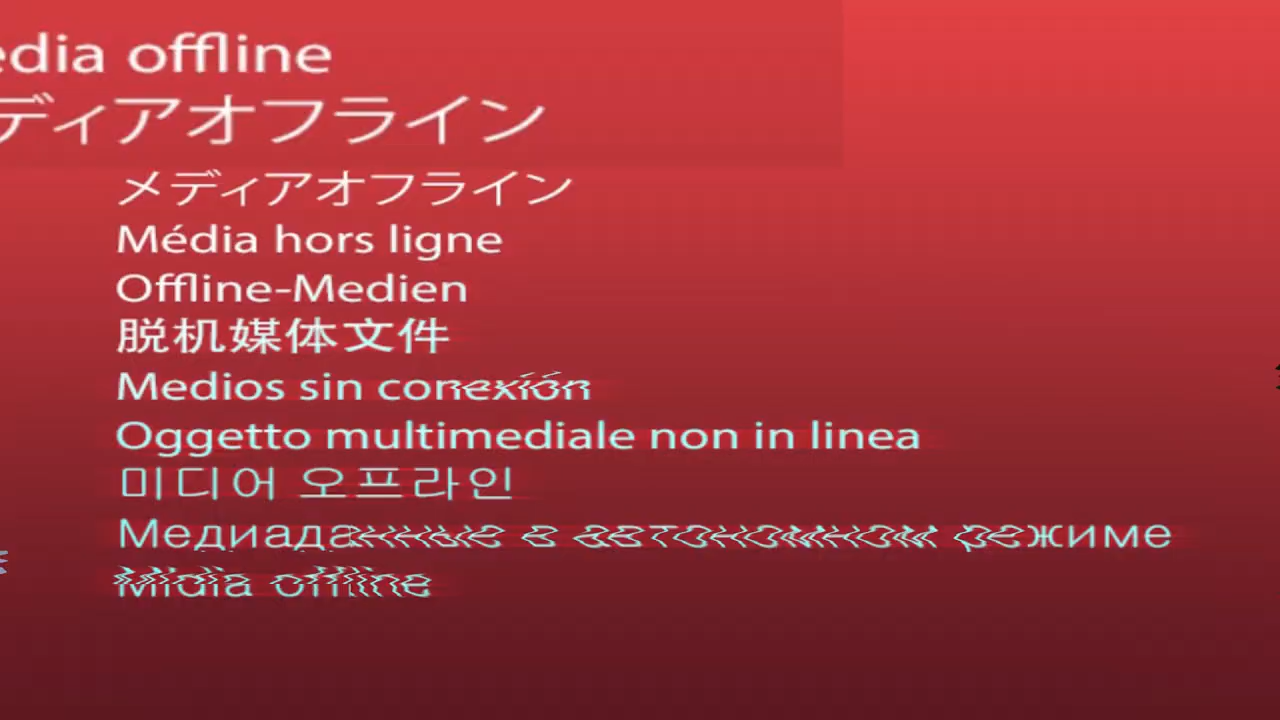 edia offline
ディアオフライン
メディアオフライン
Média hors ligne
Offline-Medien
脱机媒体文件
Medios sin conexión
Oggetto multimediale non in linea
미디어 오프라인
Медиаданные в автономном режиме
Mídia offline